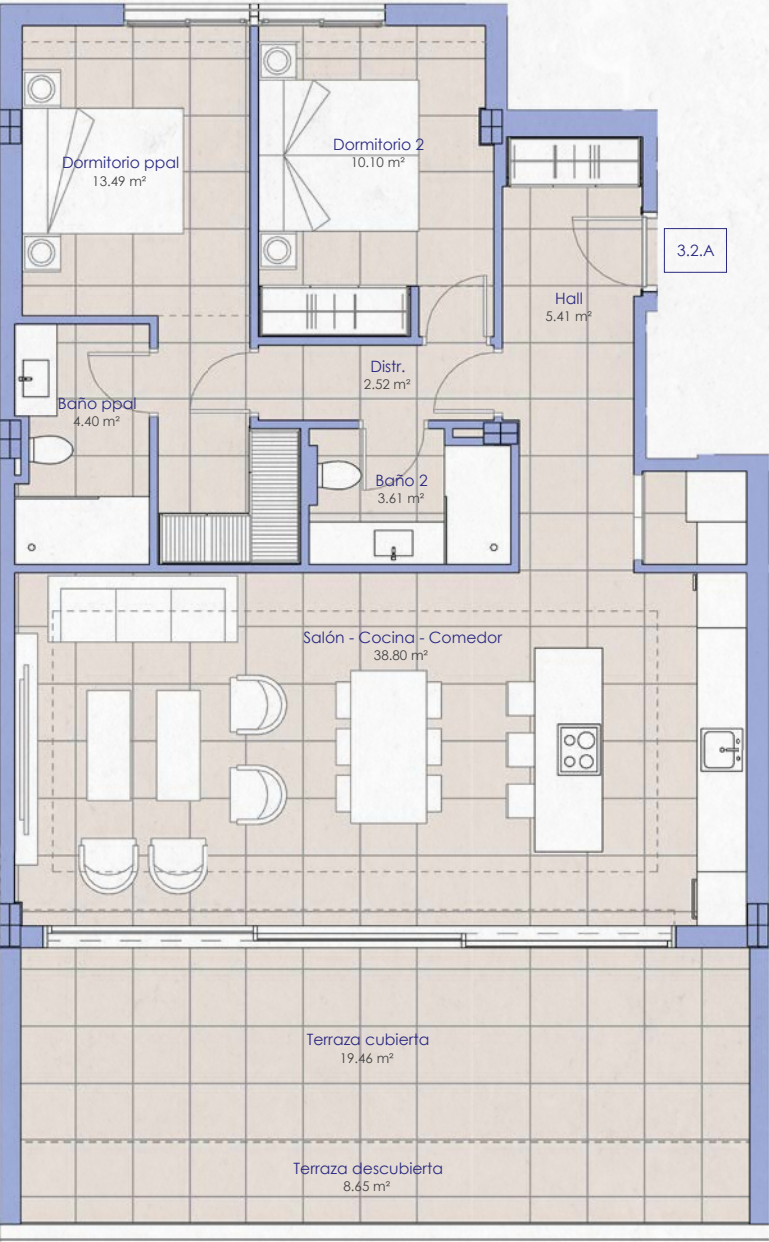 Dormitorio ppal
13.49 m²
Dormitorio 2
10.10 m²
3.2.A
Hall
5.41 m²
Distr.
2.52 m²
Baño ppal
4.40 m²
Baño 2
3.61 m²
Salón - Cocina - Comedor
38.80 m²
Terraza cubierta
19.46 m²
Terraza descubierta
8.65 m²